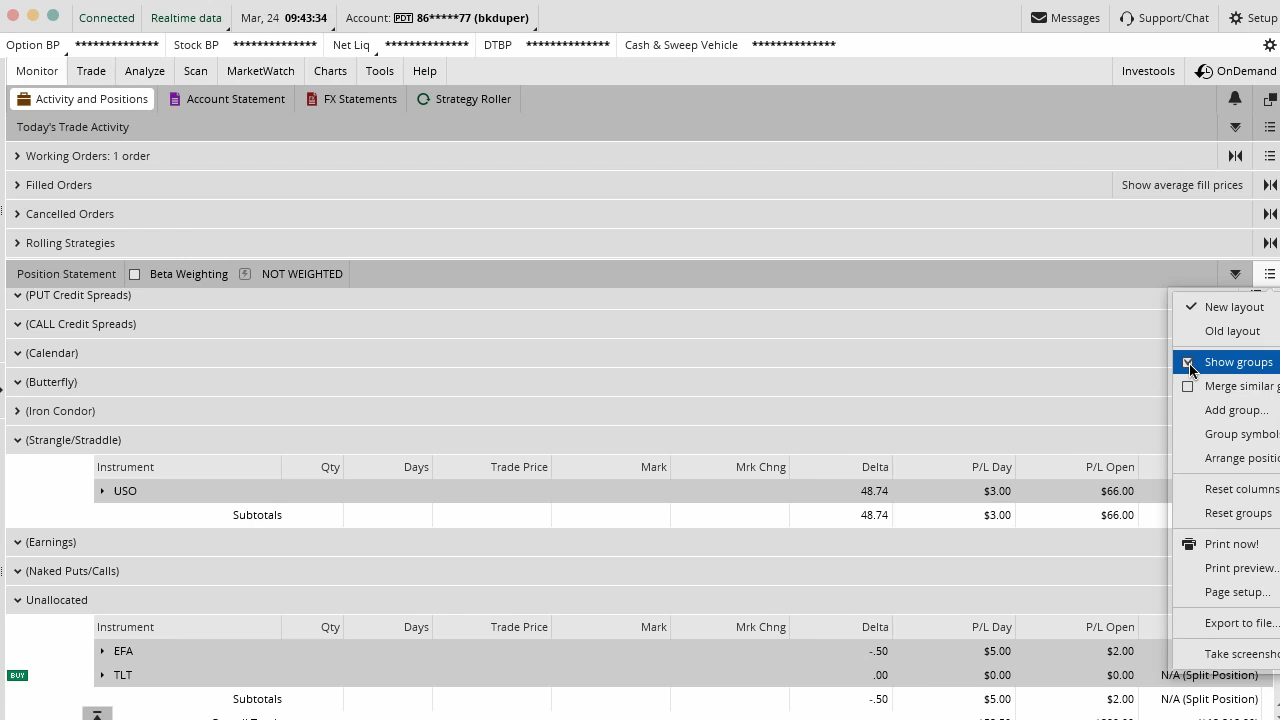 Connected Realtime data Mar, 24 09:43:34 Account: PDT 86*****77 (bkduper) Messages Support/Chat Setup
Option BP ************** Stock BP ************** Net Liq ************** DTBP ************** Cash & Sweep Vehicle **************
Monitor Trade Analyze Scan MarketWatch Charts Tools Help Investools OnDemand
Activity and Positions Account Statement FX Statements Strategy Roller
Today's Trade Activity
Working Orders: 1 order
Filled Orders Show average fill prices
Cancelled Orders
Rolling Strategies
Position Statement Beta Weighting NOT WEIGHTED
(PUT Credit Spreads)
New layout
(CALL Credit Spreads)
Old layout
(Calendar)
Show groups
(Butterfly)
Merge similar g
(Iron Condor)
Add group...
(Strangle/Straddle)
Group symbol
Arrange positi
Instrument Qty Days Trade Price Mark Mrk Chng Delta P/L Day P/L Open
USO 48.74 $3.00 $66.00
Reset columns
Subtotals 48.74 $3.00 $66.00
Reset groups
(Earnings)
Print now!
(Naked Puts/Calls)
Print preview..
Unallocated
Page setup...
Instrument Qty Days Trade Price Mark Mrk Chng Delta P/L Day P/L Open
Export to file...
EFA -.50 $5.00 $2.00
Take screensho
BUY TLT .00 $0.00 $0.00 N/A (Split Position)
Subtotals -.50 $5.00 $2.00 N/A (Split Position)